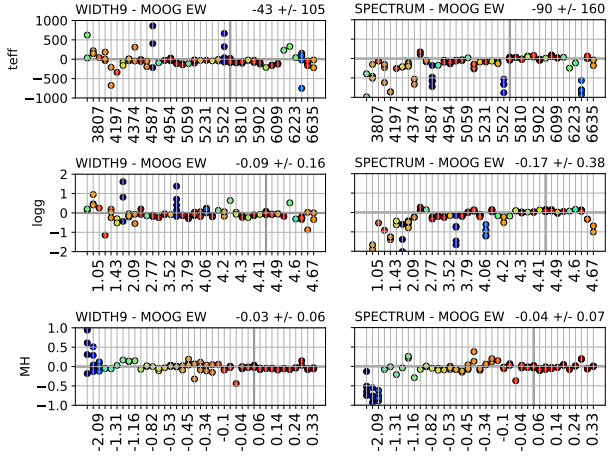 WIDTH9 - MOOG EW -43 +/- 105
SPECTRUM - MOOG EW -90 +/- 160
teff
1000
500
0
−500
−1000
3807 4197 4374 4587 4954 5059 5231 5522 5810 5902 6099 6223 6635
3807 4197 4374 4587 4954 5059 5231 5522 5810 5902 6099 6223 6635
WIDTH9 - MOOG EW -0.09 +/- 0.16
SPECTRUM - MOOG EW -0.17 +/- 0.38
logg
2
1
0
−1
−2
1.05 1.43 2.09 2.77 3.52 3.79 4.06 4.2 4.3 4.41 4.49 4.6 4.67
1.05 1.43 2.09 2.77 3.52 3.79 4.06 4.2 4.3 4.41 4.49 4.6 4.67
WIDTH9 - MOOG EW -0.03 +/- 0.06
SPECTRUM - MOOG EW -0.04 +/- 0.07
MH
1.0
0.5
0.0
−0.5
−1.0
-2.09 -1.31 -1.16 -0.82 -0.53 -0.45 -0.34 -0.1 -0.04 0.06 0.14 0.24 0.33
-2.09 -1.31 -1.16 -0.82 -0.53 -0.45 -0.34 -0.1 -0.04 0.06 0.14 0.24 0.33